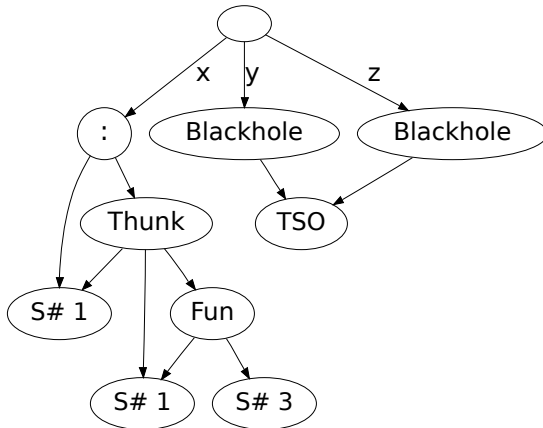 x y z
: Blackhole Blackhole
Thunk TSO
S# 1 Fun
S# 1 S# 3